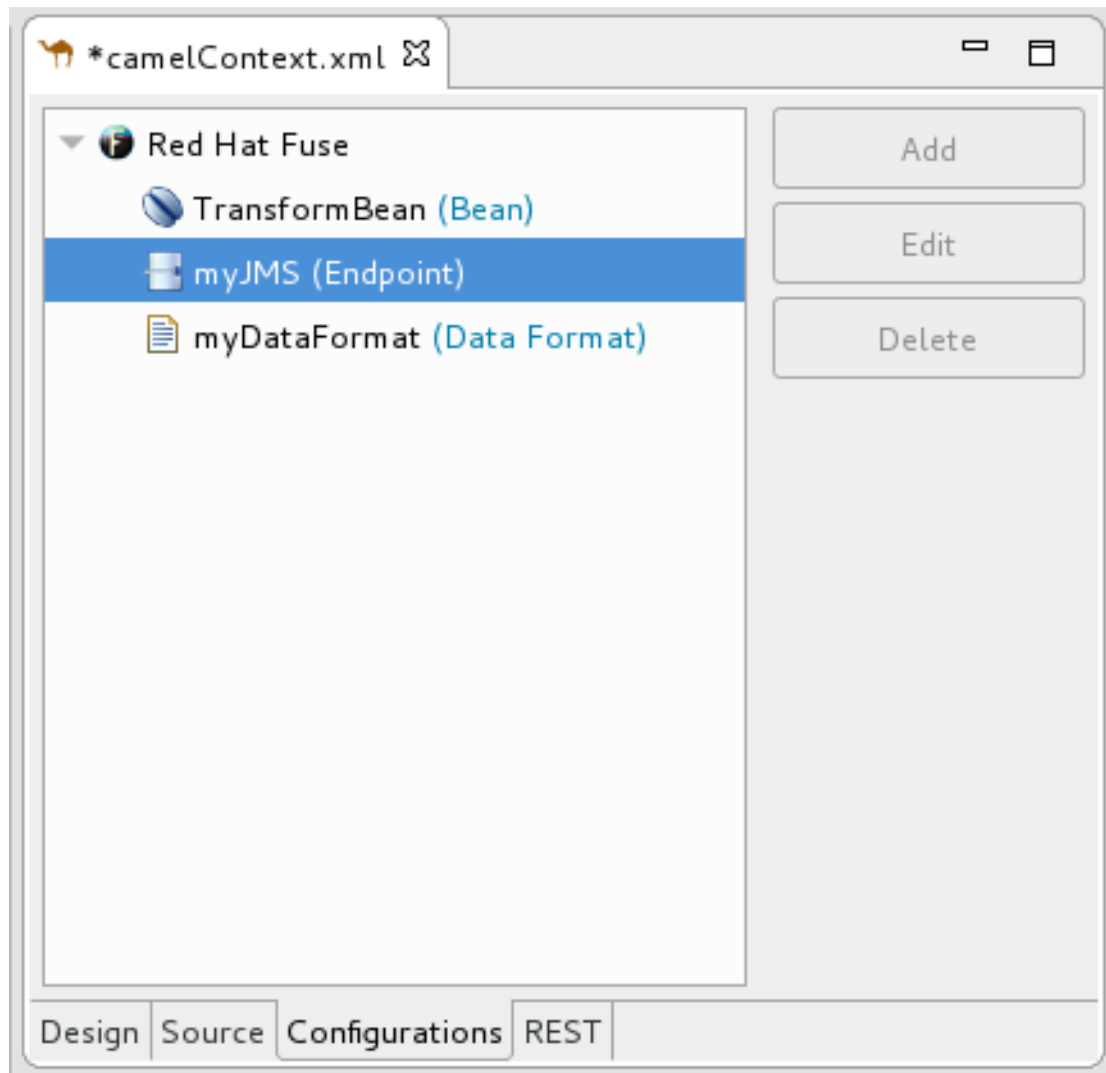 *camelContext.xml
Red Hat Fuse
TransformBean (Bean)
myJMS (Endpoint)
myDataFormat (Data Format)
Add
Edit
Delete
Design Source Configurations REST